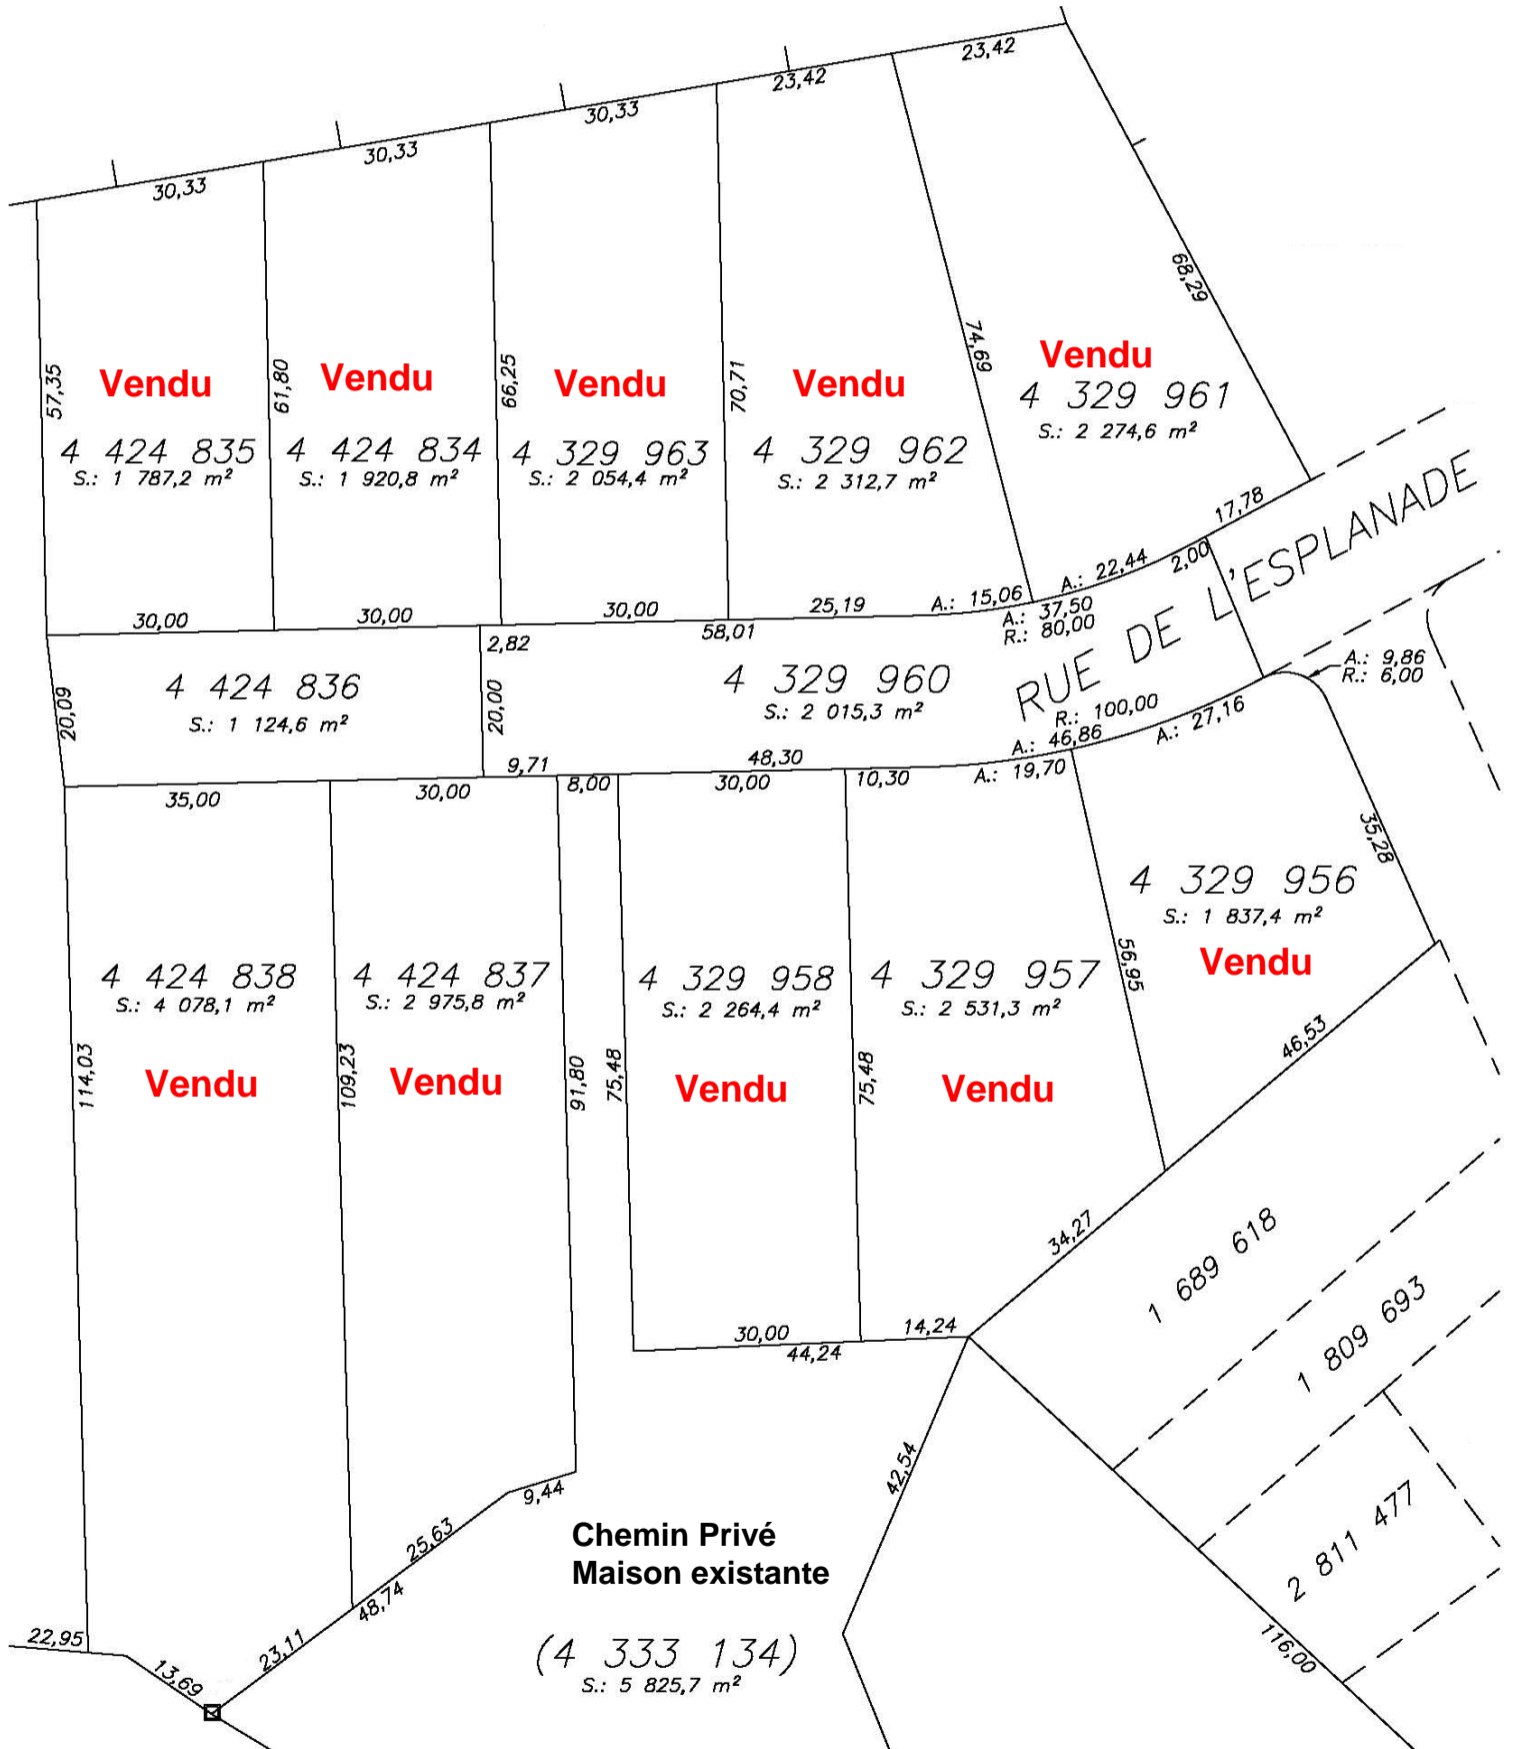 23,42
23,42
30,33
30,33
30,33
68,29
57,35
61,80
66,25
70,71
74,69
Vendu
4 424 835
S.: 1 787,2 m²
Vendu
4 424 834
S.: 1 920,8 m²
Vendu
4 329 963
S.: 2 054,4 m²
Vendu
4 329 962
S.: 2 312,7 m²
Vendu
4 329 961
S.: 2 274,6 m²
17,78
A.: 22,44
2,00
RUE DE L'ESPLANADE
30,00
30,00
30,00
25,19
A.: 15,06
A.: 37,50
R.: 80,00
58,01
2,82
20,09
4 424 836
S.: 1 124,6 m²
20,00
4 329 960
S.: 2 015,3 m²
A.: 9,86
R.: 6,00
R.: 100,00
A.: 46,86
A.: 27,16
9,71
48,30
35,00
30,00
8,00
30,00
10,30
A.: 19,70
35,28
4 329 956
S.: 1 837,4 m²
Vendu
56,95
46,53
4 424 838
S.: 4 078,1 m²
Vendu
4 424 837
S.: 2 975,8 m²
Vendu
4 329 958
S.: 2 264,4 m²
Vendu
4 329 957
S.: 2 531,3 m²
Vendu
114,03
109,23
91,80
75,48
75,48
34,27
1 689 618
1 809 693
2 811 477
30,00
14,24
44,24
42,54
9,44
25,63
48,74
23,11
22,95
13,69
116,00
Chemin Privé
Maison existante
(4 333 134)
S.: 5 825,7 m²